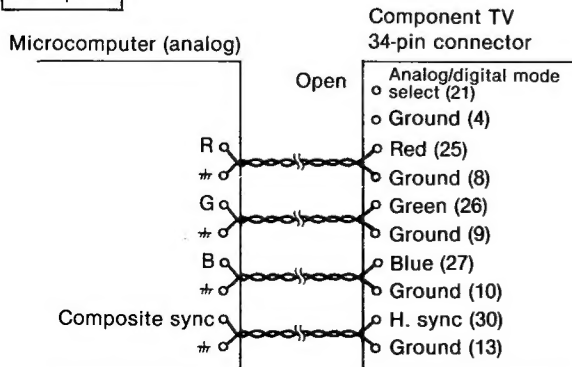 Component TV
34-pin connector
Microcomputer (analog)
Open
Analog/digital mode
select (21)
Ground (4)
R
Red (25)
Ground (8)
G
Green (26)
Ground (9)
B
Blue (27)
Ground (10)
Composite sync
H. sync (30)
Ground (13)